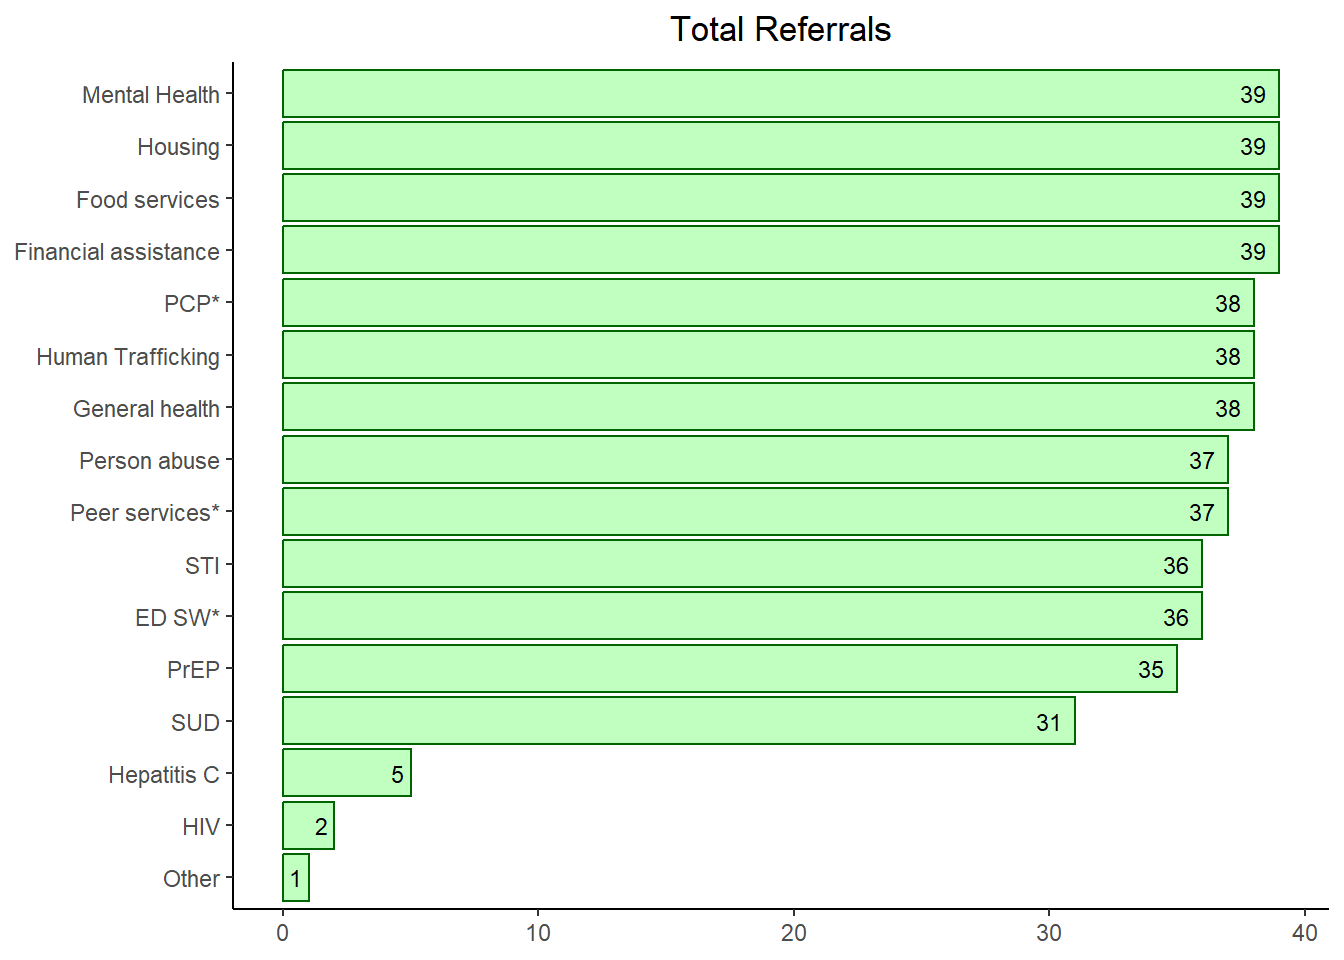 Total Referrals
Mental Health 39
Housing 39
Food services 39
Financial assistance 39
PCP* 38
Human Trafficking 38
General health 38
Person abuse 37
Peer services* 37
STI 36
ED SW* 36
PrEP 35
SUD 31
Hepatitis C 5
HIV 2
Other 1
0 10 20 30 40